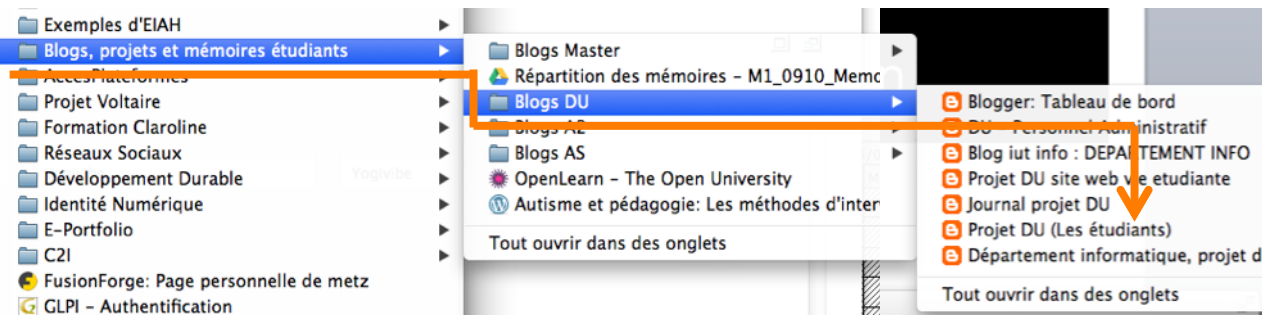 Exemples d'EIAH
Blogs, projets et mémoires étudiants
AccèsPlateformes
Projet Voltaire
Formation Claroline
Réseaux Sociaux
Développement Durable
Identité Numérique
E-Portfolio
C2I
FusionForge: Page personnelle de metz
GLPI – Authentification
Yogivibe
Blogs Master
Répartition des mémoires – M1_0910_Memo
Blogs DU
Blogs A2
Blogs AS
OpenLearn – The Open University
Autisme et pédagogie: Les méthodes d'inter
Tout ouvrir dans des onglets
Blogger: Tableau de bord
DU – Personnel Administratif
Blog iut info : DEPARTEMENT INFO
Projet DU site web vie etudiante
Journal projet DU
Projet DU (Les étudiants)
Département informatique, projet d
Tout ouvrir dans des onglets